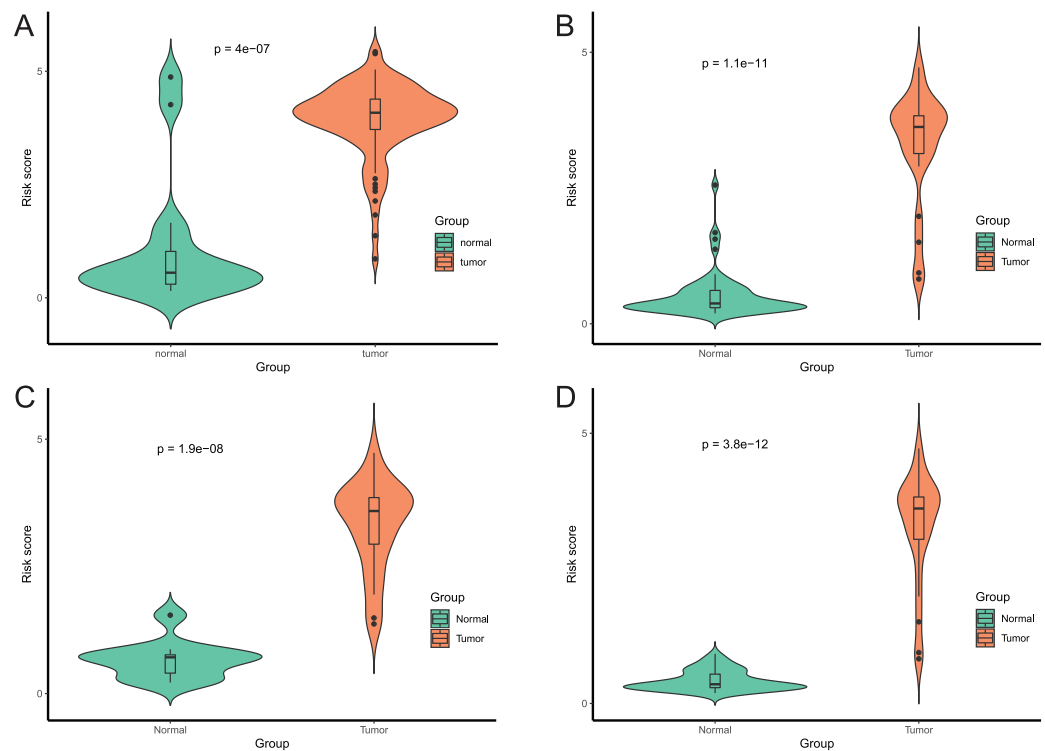 A
p = 4e−07
5
0
Risk score
normal
tumor
Group
Group
normal
tumor
B
p = 1.1e−11
5
0
Risk score
Normal
Tumor
Group
Group
Normal
Tumor
C
p = 1.9e−08
5
0
Risk score
Normal
Tumor
Group
Group
Normal
Tumor
D
p = 3.8e−12
5
0
Risk score
Normal
Tumor
Group
Group
Normal
Tumor